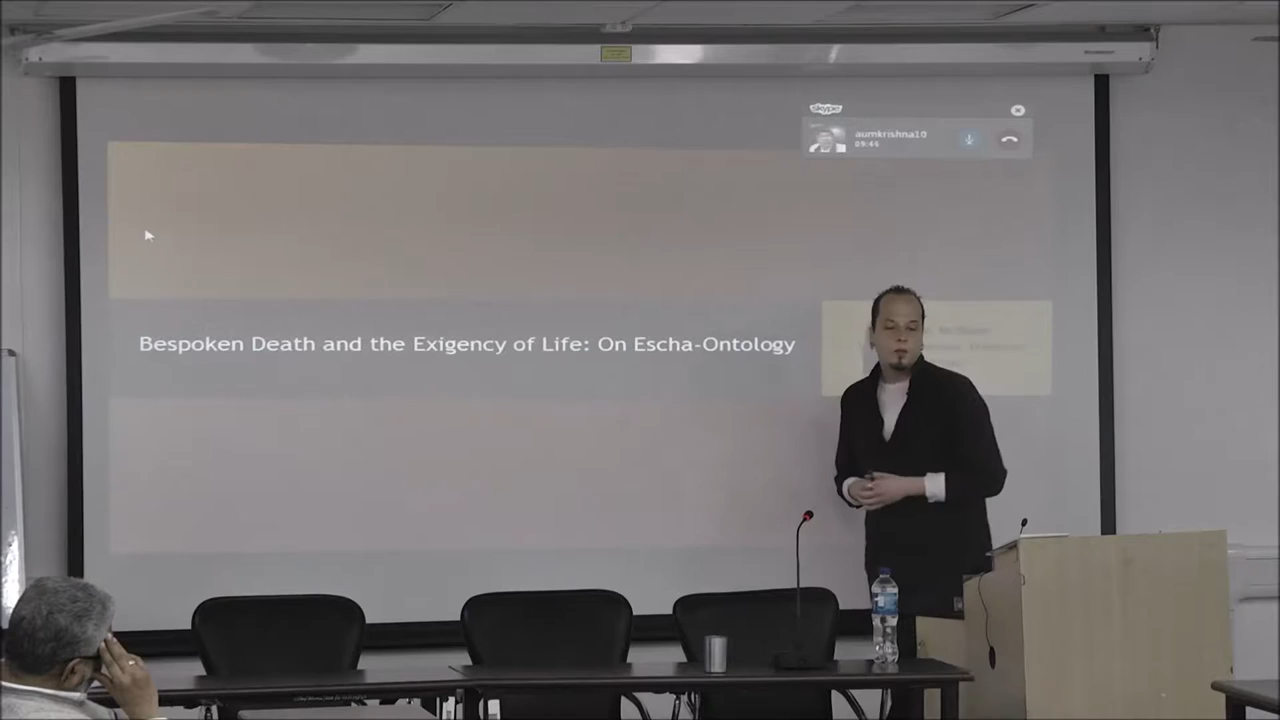 skype
aumkrishna10
09:46
Bespoken Death and the Exigency of Life: On Escha-Ontology